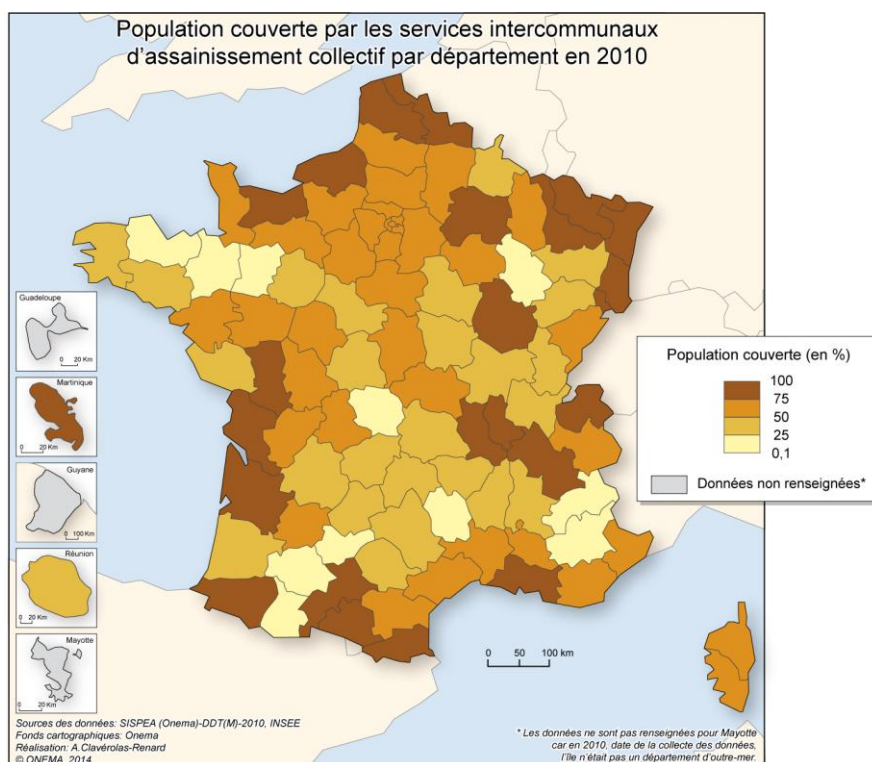 Population couverte par les services intercommunaux
d'assainissement collectif par département en 2010
Guadeloupe
0 20 Km
Martinique
0 20 Km
Guyane
0 100 Km
Réunion
0 20 Km
Mayotte
0 20 Km
Population couverte (en %)
100
75
50
25
0,1
Données non renseignées*
0 50 100 km
Sources des données: SISPEA (Onema)-DDT(M)-2010, INSEE
Fonds cartographiques: Onema
Réalisation: A.Clavérolas-Renard
© ONEMA, 2014
* Les données ne sont pas renseignées pour Mayotte
car en 2010, date de la collecte des données,
l'île n'était pas un département d'outre-mer.